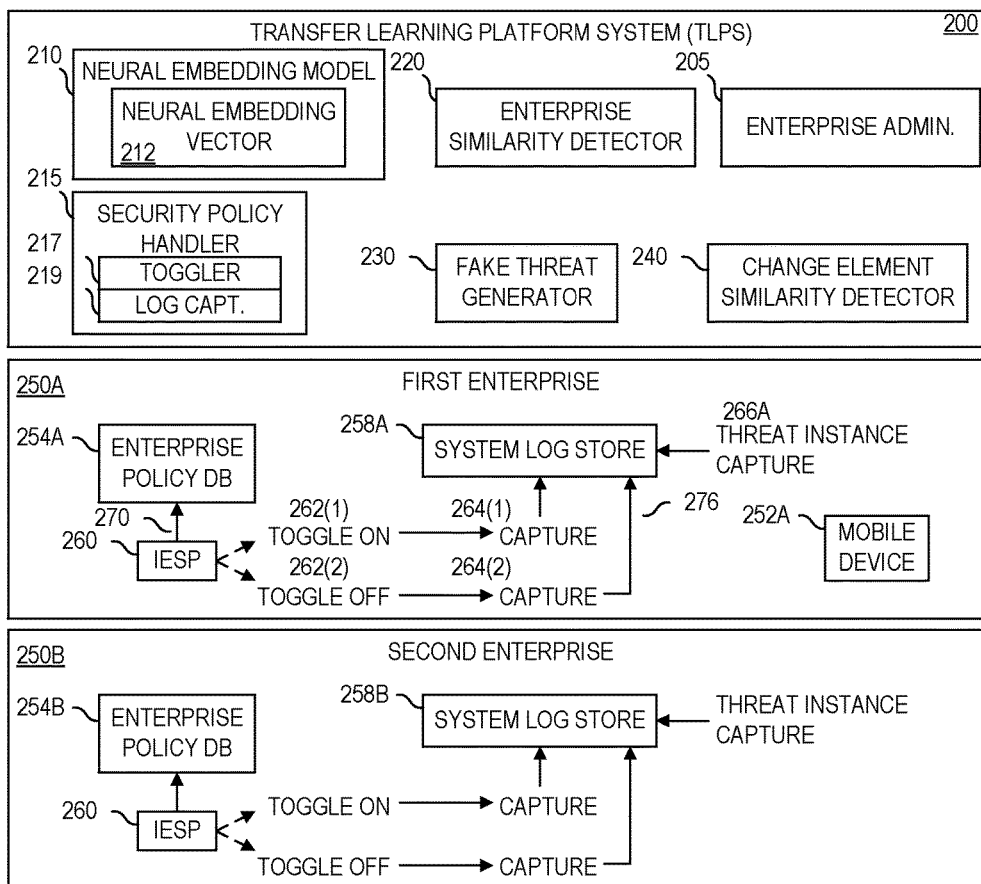 200
TRANSFER LEARNING PLATFORM SYSTEM (TLPS)
210
NEURAL EMBEDDING MODEL
NEURAL EMBEDDING
VECTOR
212
220
ENTERPRISE
SIMILARITY DETECTOR
205
ENTERPRISE ADMIN.
215
SECURITY POLICY
HANDLER
217
TOGGLER
219
LOG CAPT.
230
FAKE THREAT
GENERATOR
240
CHANGE ELEMENT
SIMILARITY DETECTOR
250A
FIRST ENTERPRISE
254A
ENTERPRISE
POLICY DB
258A
SYSTEM LOG STORE
266A
THREAT INSTANCE
CAPTURE
270
260
IESP
262(1)
TOGGLE ON
264(1)
CAPTURE
276
252A
MOBILE
DEVICE
262(2)
TOGGLE OFF
264(2)
CAPTURE
250B
SECOND ENTERPRISE
254B
ENTERPRISE
POLICY DB
258B
SYSTEM LOG STORE
THREAT INSTANCE
CAPTURE
260
IESP
TOGGLE ON
CAPTURE
TOGGLE OFF
CAPTURE